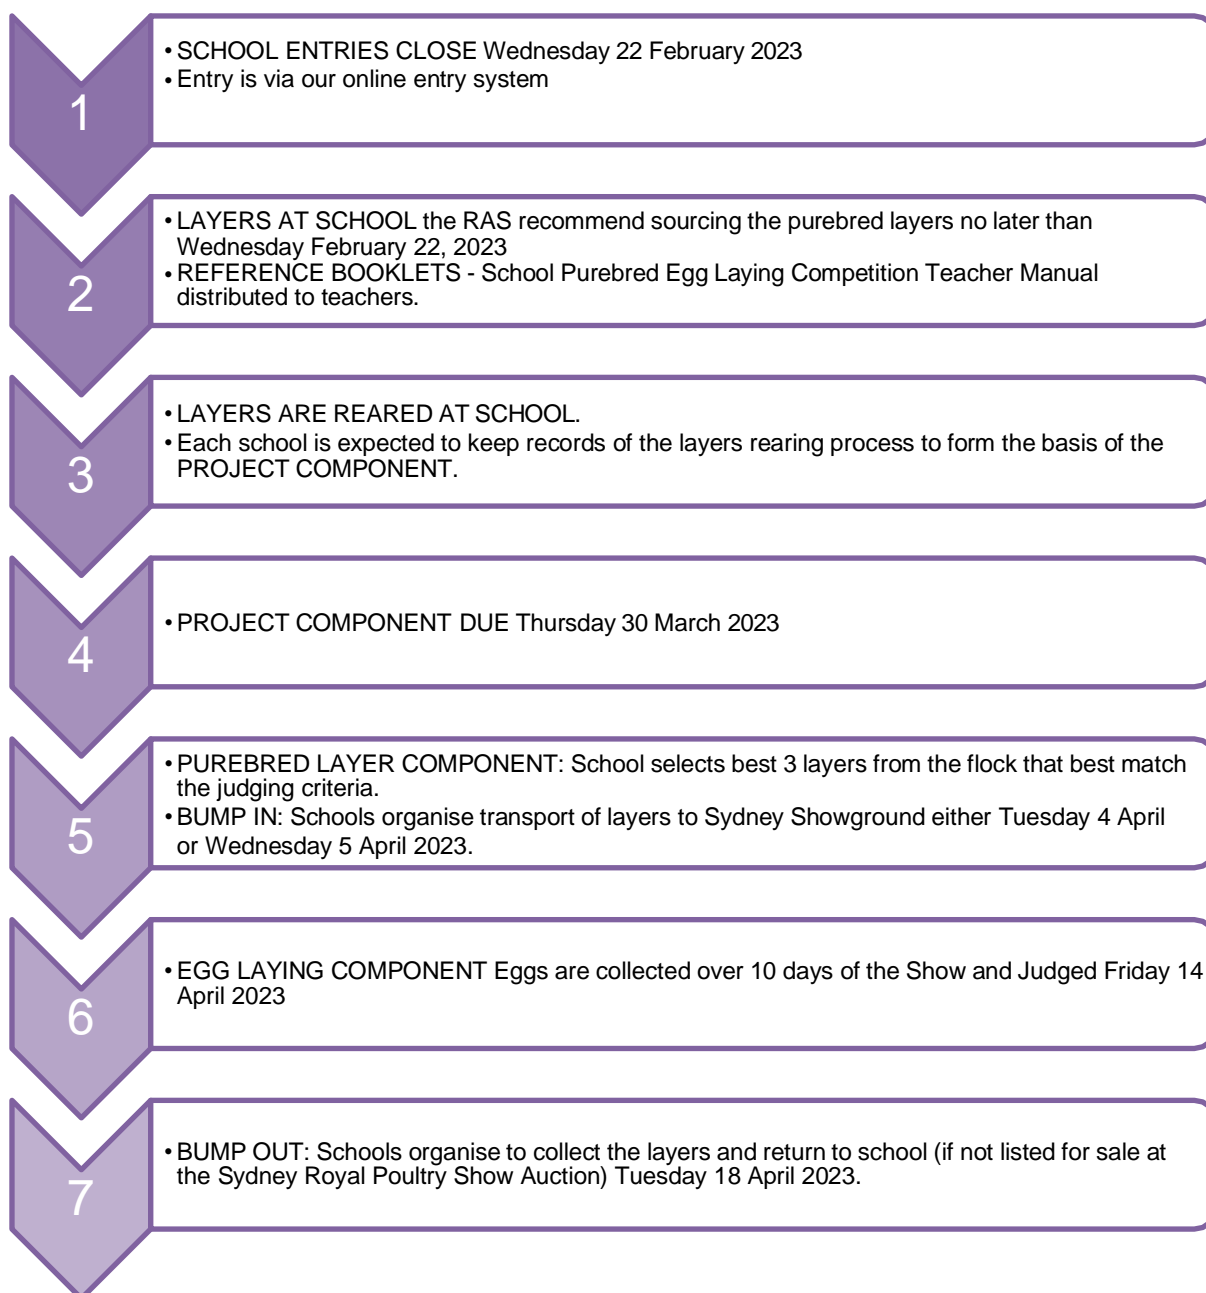 1
• SCHOOL ENTRIES CLOSE Wednesday 22 February 2023
• Entry is via our online entry system
2
• LAYERS AT SCHOOL the RAS recommend sourcing the purebred layers no later than
Wednesday February 22, 2023
• REFERENCE BOOKLETS - School Purebred Egg Laying Competition Teacher Manual
distributed to teachers.
3
• LAYERS ARE REARED AT SCHOOL.
• Each school is expected to keep records of the layers rearing process to form the basis of the
PROJECT COMPONENT.
4
• PROJECT COMPONENT DUE Thursday 30 March 2023
5
• PUREBRED LAYER COMPONENT: School selects best 3 layers from the flock that best match
the judging criteria.
• BUMP IN: Schools organise transport of layers to Sydney Showground either Tuesday 4 April
or Wednesday 5 April 2023.
6
• EGG LAYING COMPONENT Eggs are collected over 10 days of the Show and Judged Friday 14
April 2023
7
• BUMP OUT: Schools organise to collect the layers and return to school (if not listed for sale at
the Sydney Royal Poultry Show Auction) Tuesday 18 April 2023.